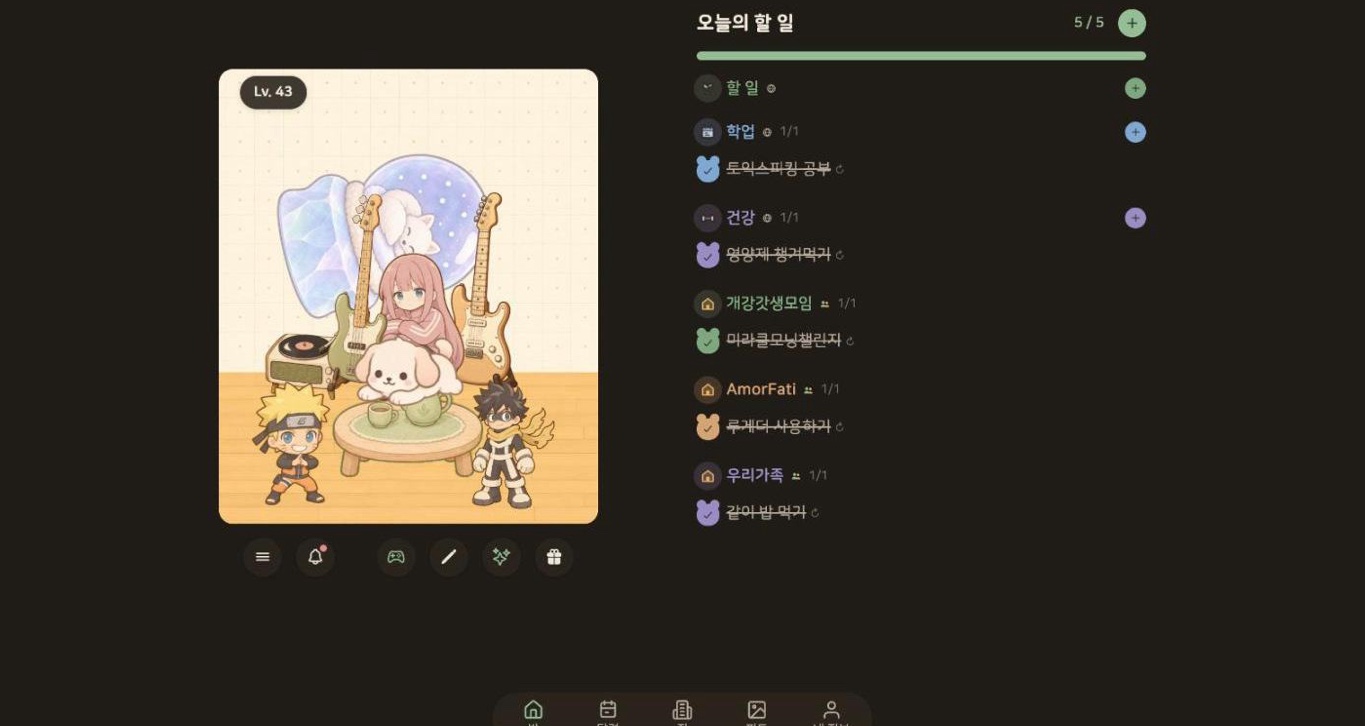 오늘의 할 일
5 / 5
Lv. 43
할 일
학업 1/1
토익스피킹 공부
건강 1/1
영양제 챙겨먹기
개강갓생모임 1/1
미라클모닝챌린지
AmorFati 1/1
루게더 사용하기
우리가족 1/1
같이 밥 먹기